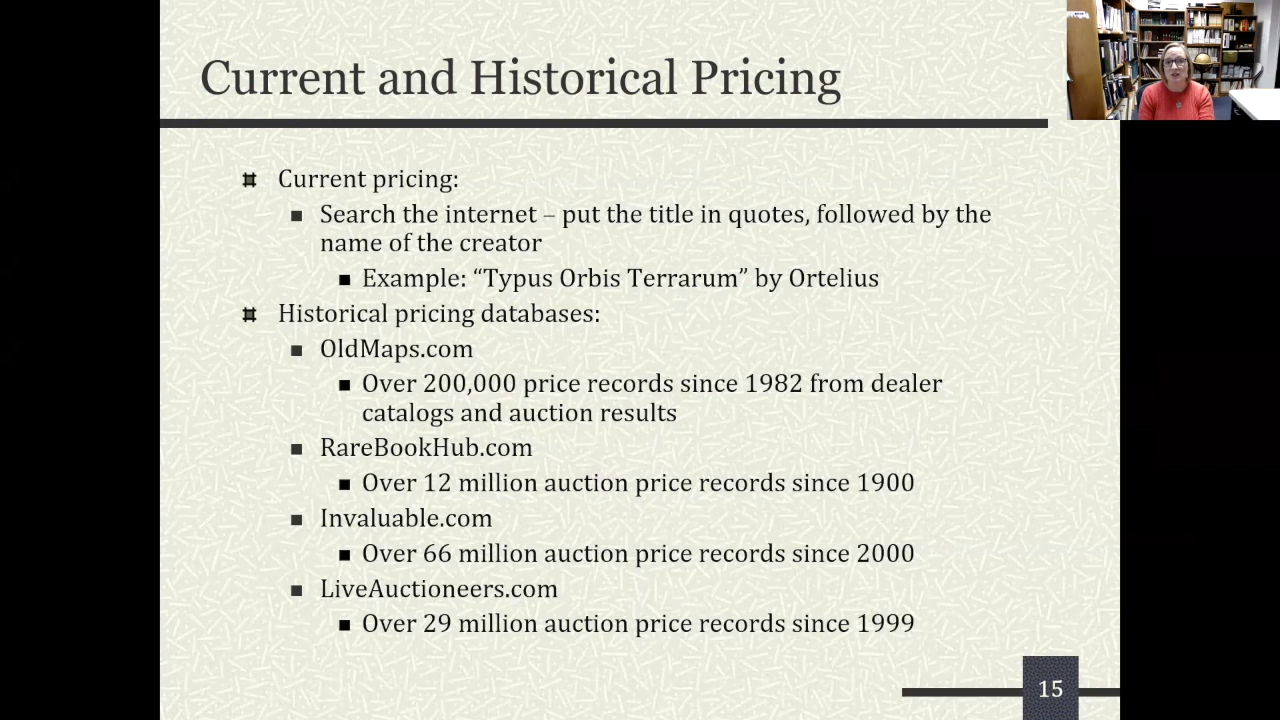 Current and Historical Pricing
Current pricing:
Search the internet – put the title in quotes, followed by the
name of the creator
Example: “Typus Orbis Terrarum” by Ortelius
Historical pricing databases:
OldMaps.com
Over 200,000 price records since 1982 from dealer
catalogs and auction results
RareBookHub.com
Over 12 million auction price records since 1900
Invaluable.com
Over 66 million auction price records since 2000
LiveAuctioneers.com
Over 29 million auction price records since 1999
15